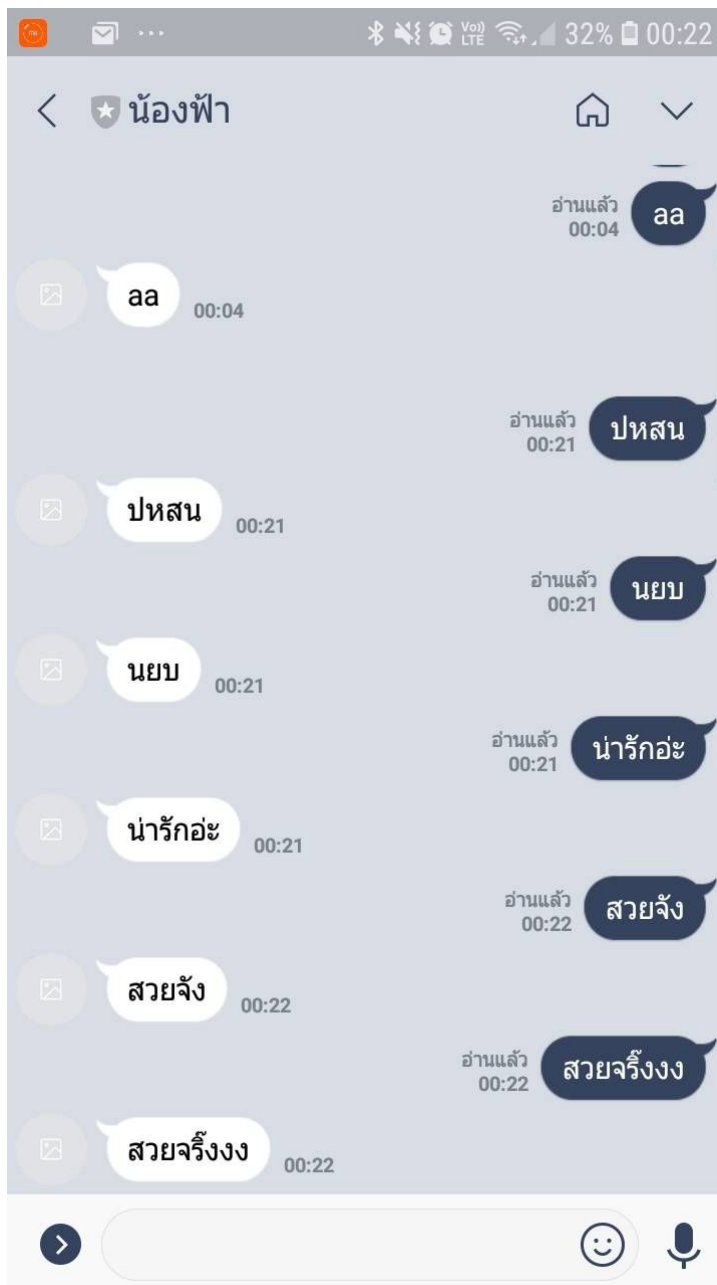 32% 00:22
น้องฟ้า
อ่านแล้ว
00:04
aa
aa
00:04
อ่านแล้ว
00:21
ปหสน
ปหสน
00:21
อ่านแล้ว
00:21
นยบ
นยบ
00:21
อ่านแล้ว
00:21
น่ารักอ่ะ
น่ารักอ่ะ
00:21
อ่านแล้ว
00:22
สวยจัง
สวยจัง
00:22
อ่านแล้ว
00:22
สวยจริ๊งงง
สวยจริ๊งงง
00:22